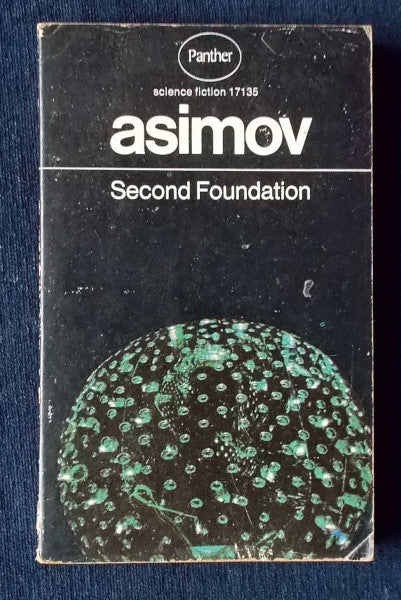 Panther
science fiction 17135
asimov
Second Foundation